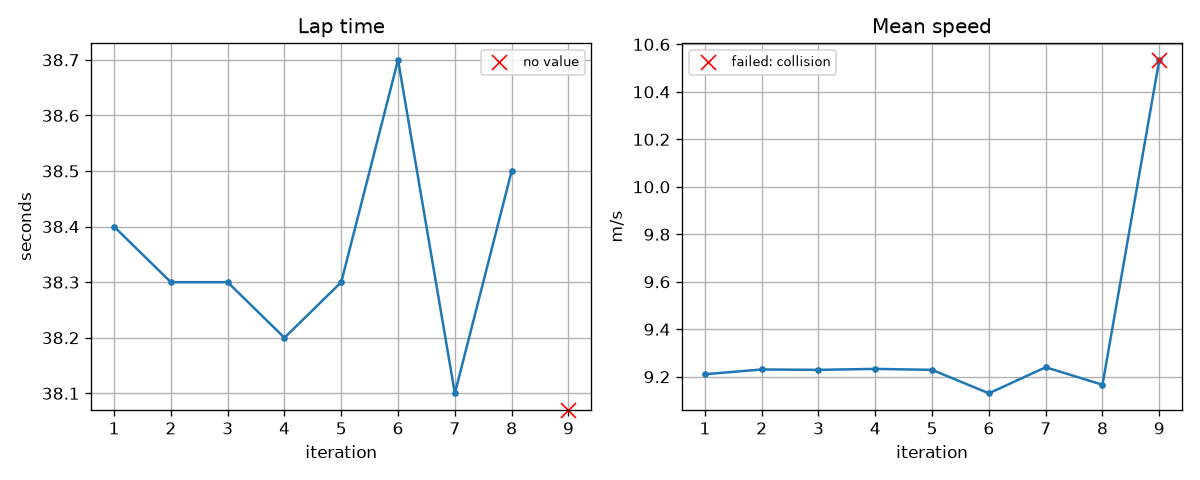 Lap time
seconds
38.7
38.6
38.5
38.4
38.3
38.2
38.1
no value
1 2 3 4 5 6 7 8 9
iteration
Mean speed
m/s
10.6
10.4
10.2
10.0
9.8
9.6
9.4
9.2
failed: collision
1 2 3 4 5 6 7 8 9
iteration